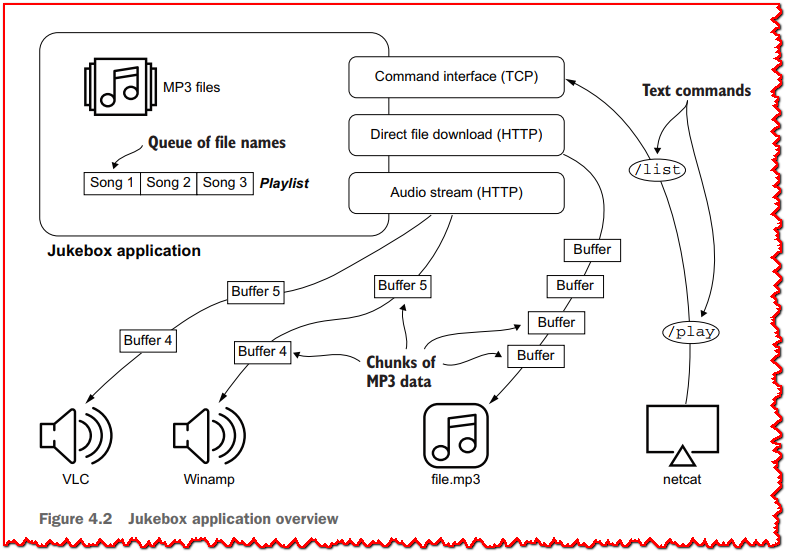 MP3 files
Queue of file names
Song 1 Song 2 Song 3 Playlist
Jukebox application
Command interface (TCP)
Direct file download (HTTP)
Audio stream (HTTP)
Text commands
/list
/play
Buffer
Buffer
Buffer
Buffer
Buffer 5
Buffer 5
Buffer 4
Buffer 4
Chunks of
MP3 data
VLC
Winamp
file.mp3
netcat
Figure 4.2 Jukebox application overview